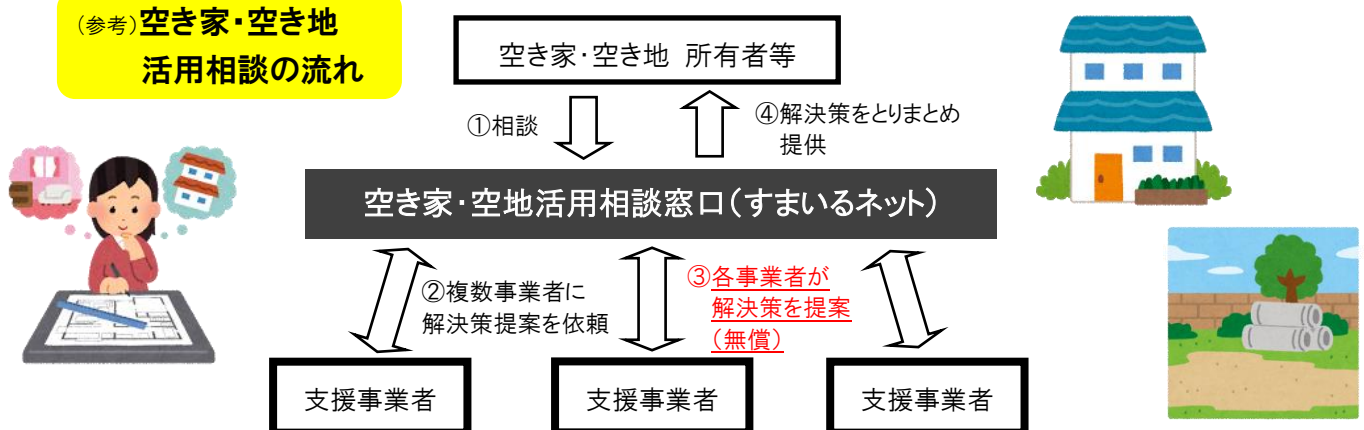 (参考)空き家・空き地
活用相談の流れ
空き家・空き地 所有者等
①相談
④解決策をとりまとめ
提供
空き家・空地活用相談窓口(すまいるネット)
②複数事業者に
解決策提案を依頼
③各事業者が
解決策を提案
(無償)
支援事業者
支援事業者
支援事業者